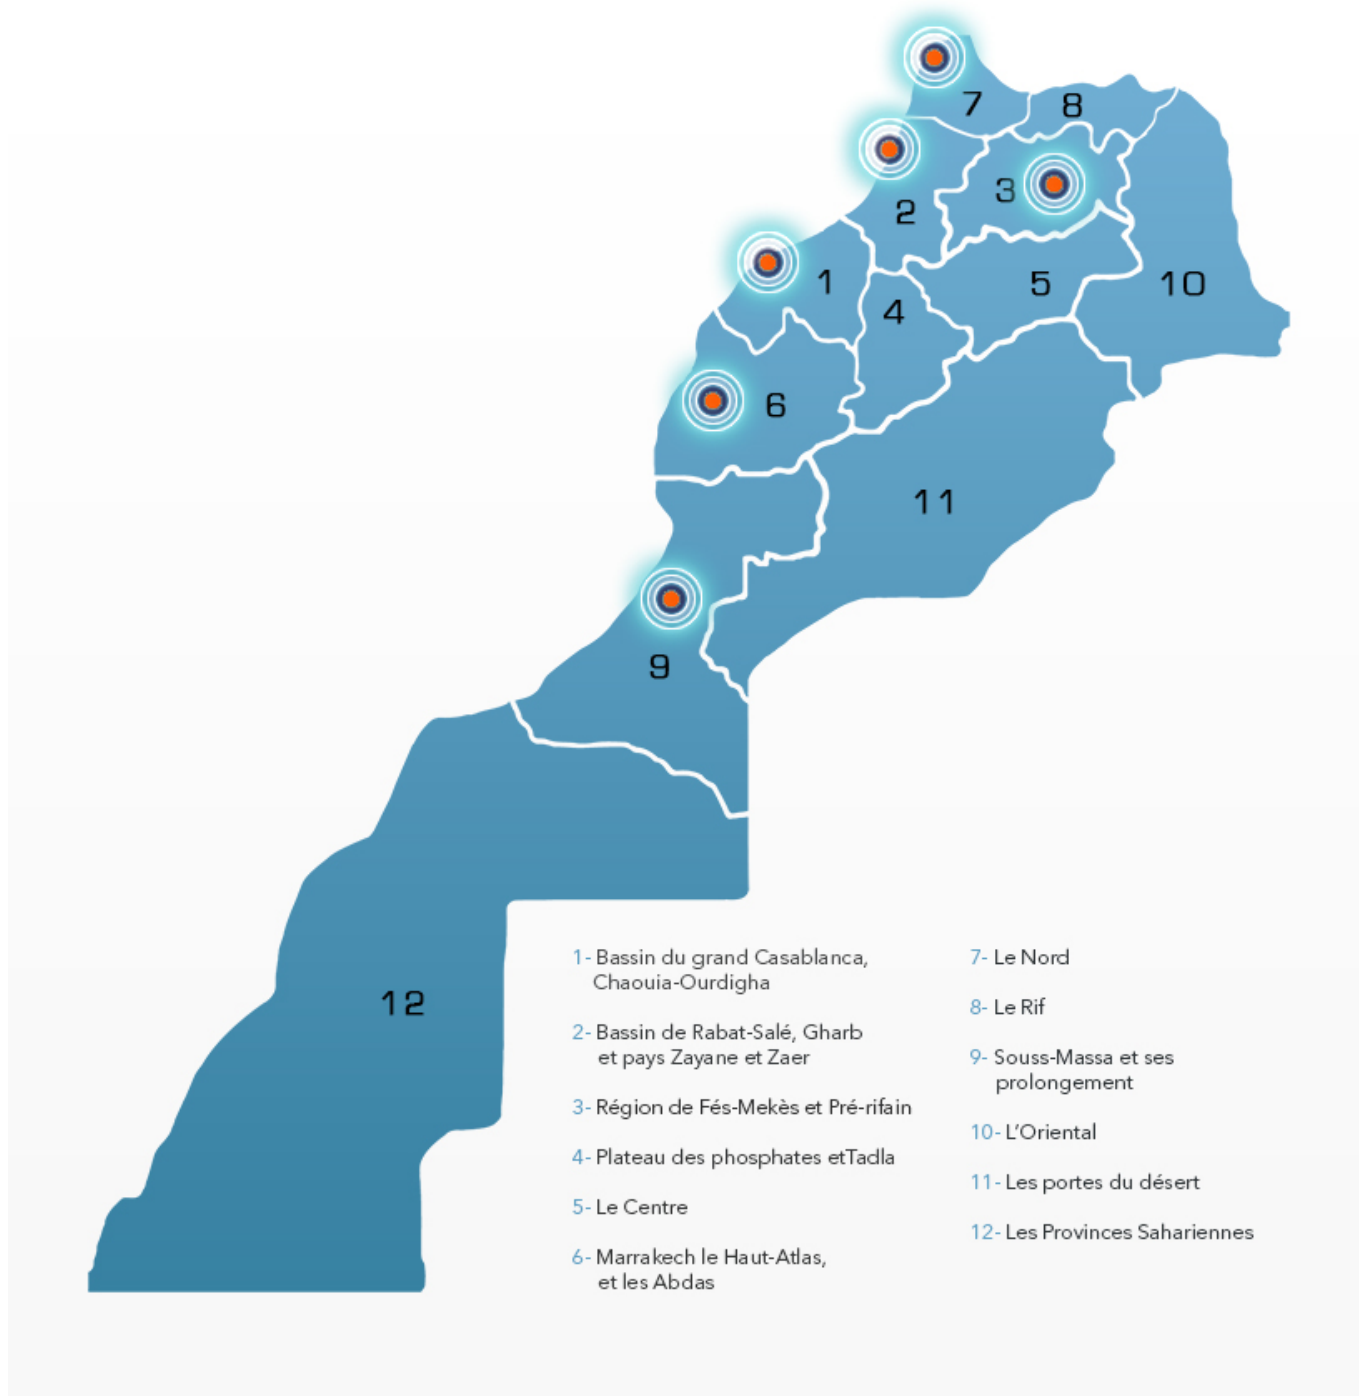 7
8
3
2
1
5
10
4
6
11
9
12
1- Bassin du grand Casablanca,
Chaouia-Ourdigha
2- Bassin de Rabat-Salé, Gharb
et pays Zayane et Zaer
3- Région de Fés-Mekès et Pré-rifain
4- Plateau des phosphates etTadla
5- Le Centre
6- Marrakech le Haut-Atlas,
et les Abdas
7- Le Nord
8- Le Rif
9- Souss-Massa et ses
prolongement
10- L’Oriental
11- Les portes du désert
12- Les Provinces Sahariennes